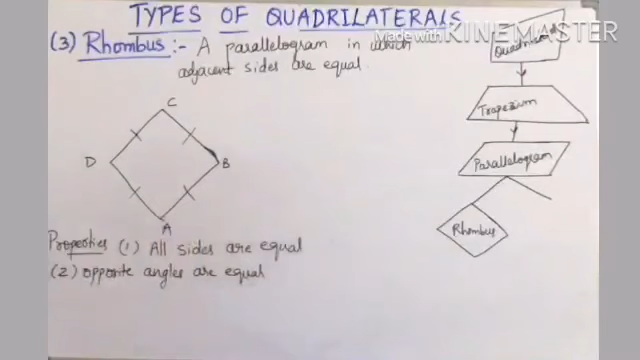 TYPES OF QUADRILATERALS
Made with KINEMASTER
(3) Rhombus :- A parallelogram in which
adjacent sides are equal.
Trapezium
Parallelogram
Rhombus
C
D
B
A
Properties (1) All sides are equal
(2) opposite angles are equal